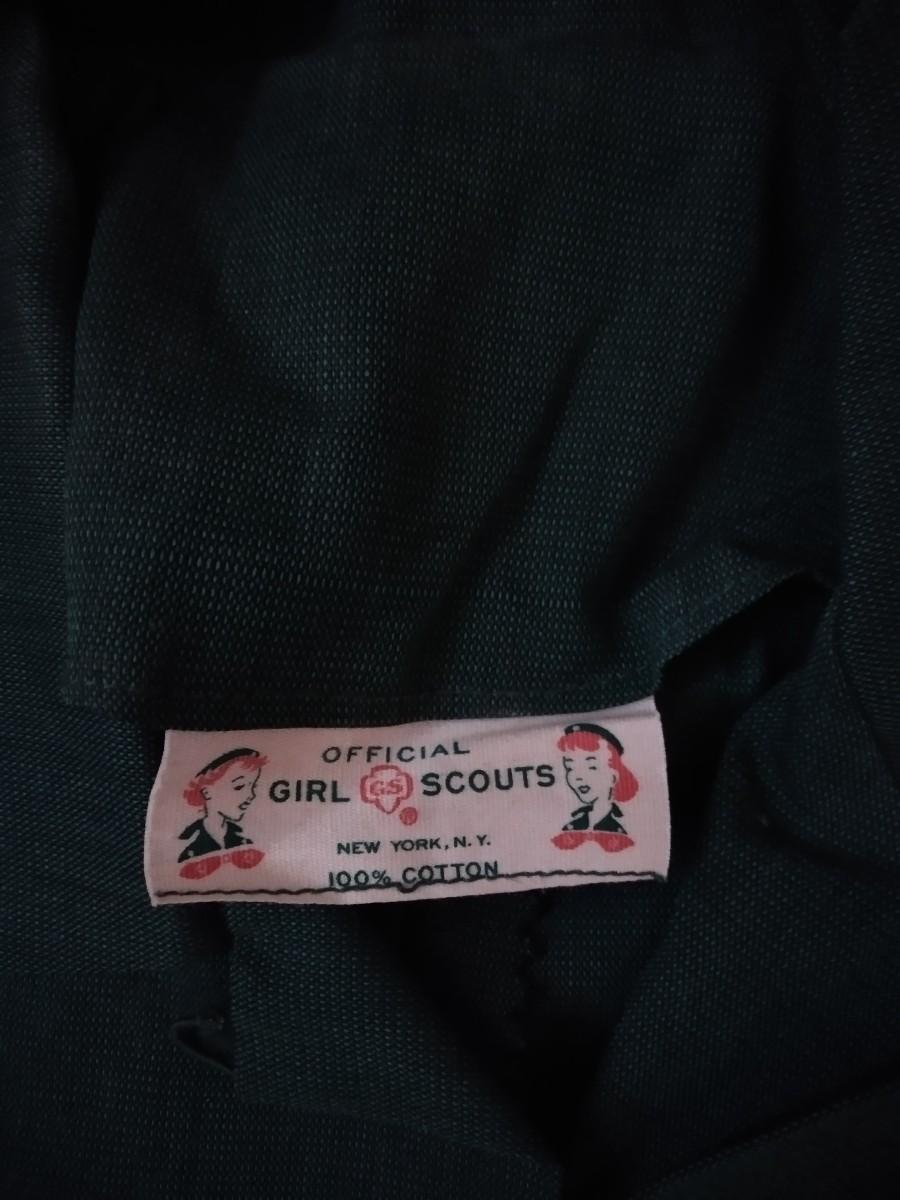 OFFICIAL
GIRL GS SCOUTS
®
NEW YORK, N.Y.
100% COTTON